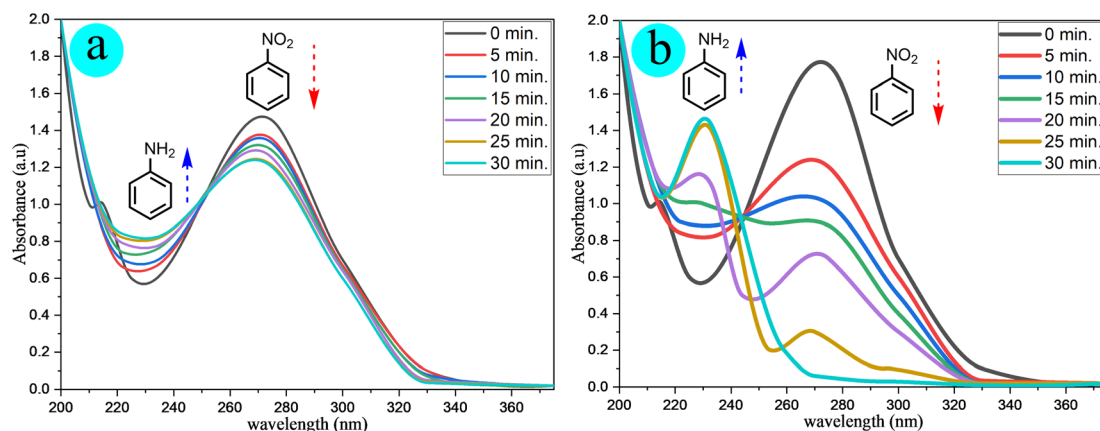 a
NO2
NH2
0 min.
5 min.
10 min.
15 min.
20 min.
25 min.
30 min.
Absorbance (a.u)
2.0
1.8
1.6
1.4
1.2
1.0
0.8
0.6
0.4
0.2
0.0
200 220 240 260 280 300 320 340 360
wavelength (nm)
b
NH2
NO2
0 min.
5 min.
10 min.
15 min.
20 min.
25 min.
30 min.
Absorbance (a.u)
2.0
1.8
1.6
1.4
1.2
1.0
0.8
0.6
0.4
0.2
0.0
200 220 240 260 280 300 320 340 360
wavelength (nm)